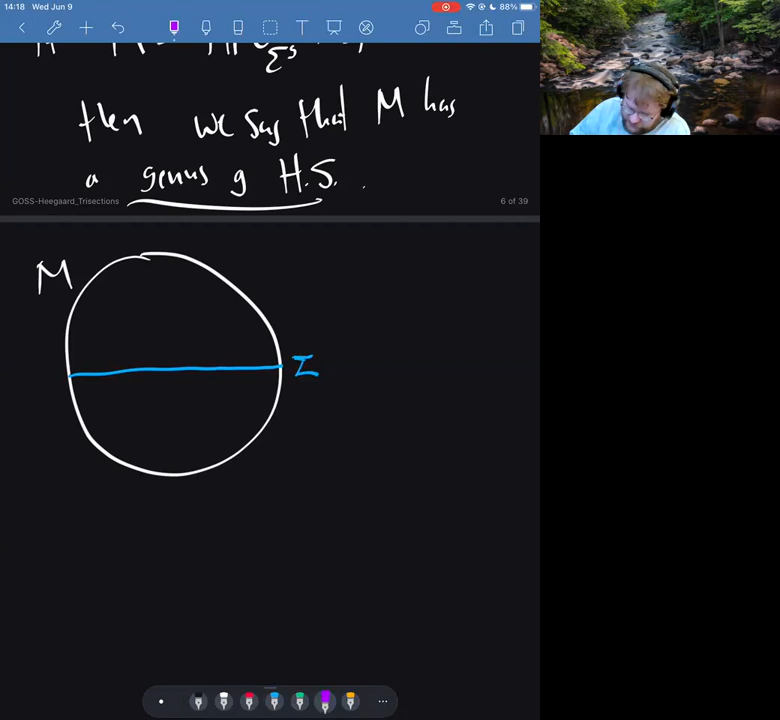 14:18 Wed Jun 9
88%
then we say that M has
a genus g H.S.
GOSS-Heegaard_Trisections
6 of 39
M
Σ